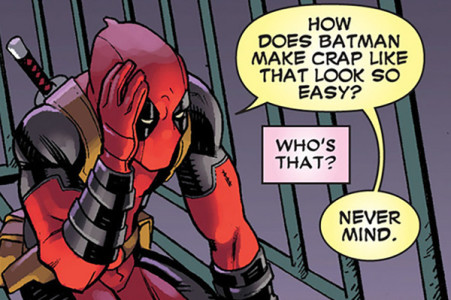 HOW
DOES BATMAN
MAKE CRAP LIKE
THAT LOOK SO
EASY?
WHO'S
THAT?
NEVER
MIND.